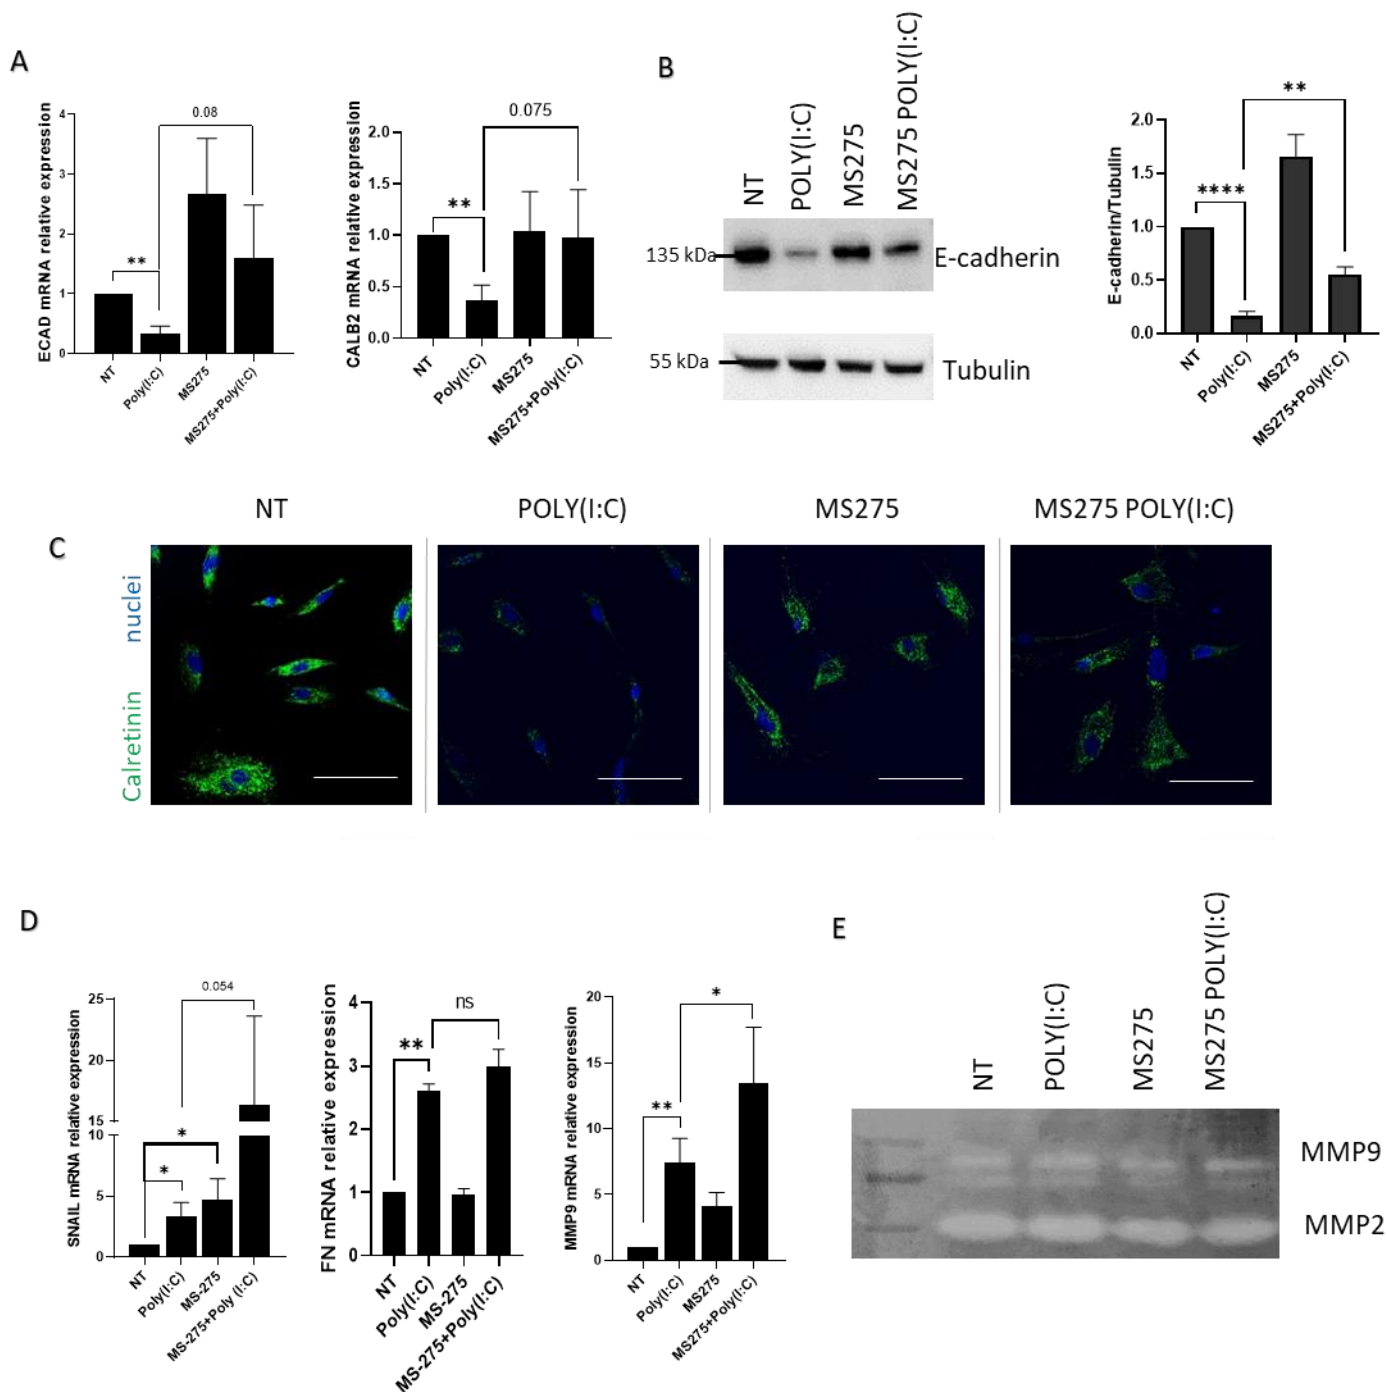 A
ECAD mRNA relative expression
4
3
2
1
0
0.08
**
NT
Poly(I:C)
MS275
MS275+Poly(I:C)
CALB2 mRNA relative expression
2.0
1.5
1.0
0.5
0.0
0.075
**
NT
Poly(I:C)
MS275
MS275+Poly(I:C)
B
NT
POLY(I:C)
MS275
MS275 POLY(I:C)
135 kDa
E-cadherin
55 kDa
Tubulin
E-cadherin/Tubulin
2.0
1.5
1.0
0.5
0.0
**
****
NT
Poly(I:C)
MS275
MS275+Poly(I:C)
C
NT
POLY(I:C)
MS275
MS275 POLY(I:C)
Calretinin nuclei
D
SNAIL mRNA relative expression
25
20
15
10
5
0
0.054
*
*
NT
Poly(I:C)
MS-275
MS-275+Poly (I:C)
FN mRNA relative expression
4
3
2
1
0
ns
**
NT
Poly(I:C)
MS-275
MS-275+Poly(I:C)
MMP9 mRNA relative expression
20
15
10
5
0
*
**
NT
Poly(I:C)
MS275
MS275+Poly(I:C)
E
NT
POLY(I:C)
MS275
MS275 POLY(I:C)
MMP9
MMP2